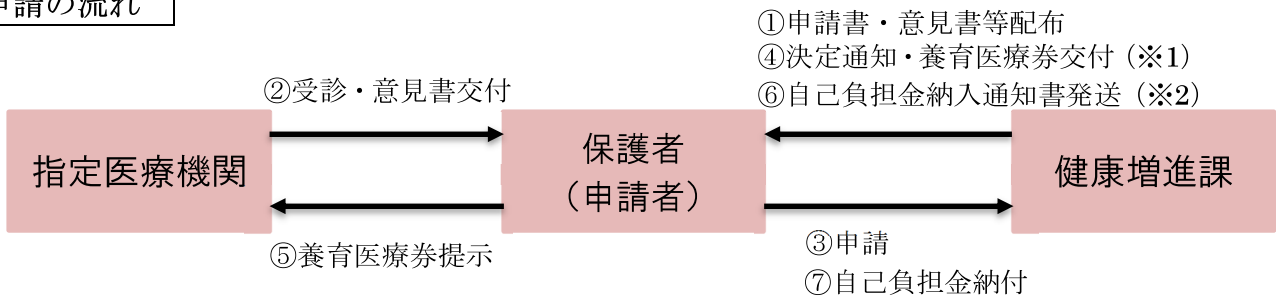 申請の流れ
①申請書・意見書等配布
④決定通知・養育医療券交付（※1）
⑥自己負担金納入通知書発送（※2）
②受診・意見書交付
指定医療機関
保護者
（申請者）
健康増進課
⑤養育医療券提示
③申請
⑦自己負担金納付